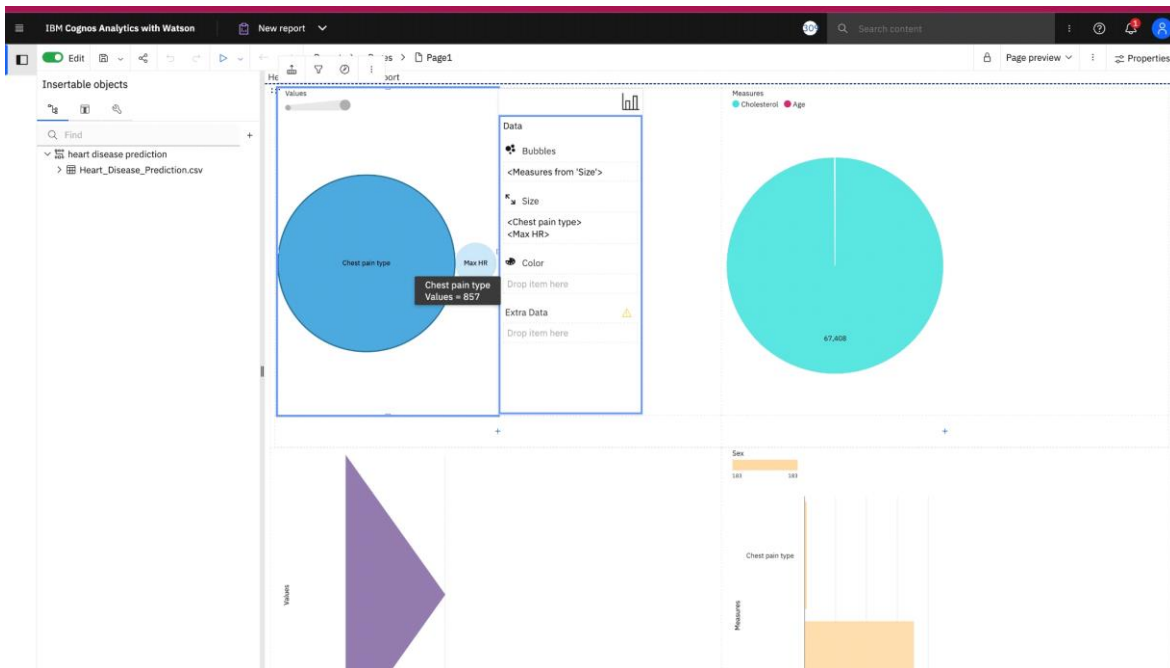 IBM Cognos Analytics with Watson
New report
Search content
1
Edit
Page1
Page preview
Properties
Insertable objects
Find
heart disease prediction
Heart_Disease_Prediction.csv
Values
Chest pain type
Max HR
Chest pain type
Values = 857
Data
Bubbles
<Measures from 'Size'>
Size
<Chest pain type>
<Max HR>
Color
Drop item here
Extra Data
Drop item here
Measures
Cholesterol Age
67,408
Values
Sex
183 183
Chest pain type
Measures